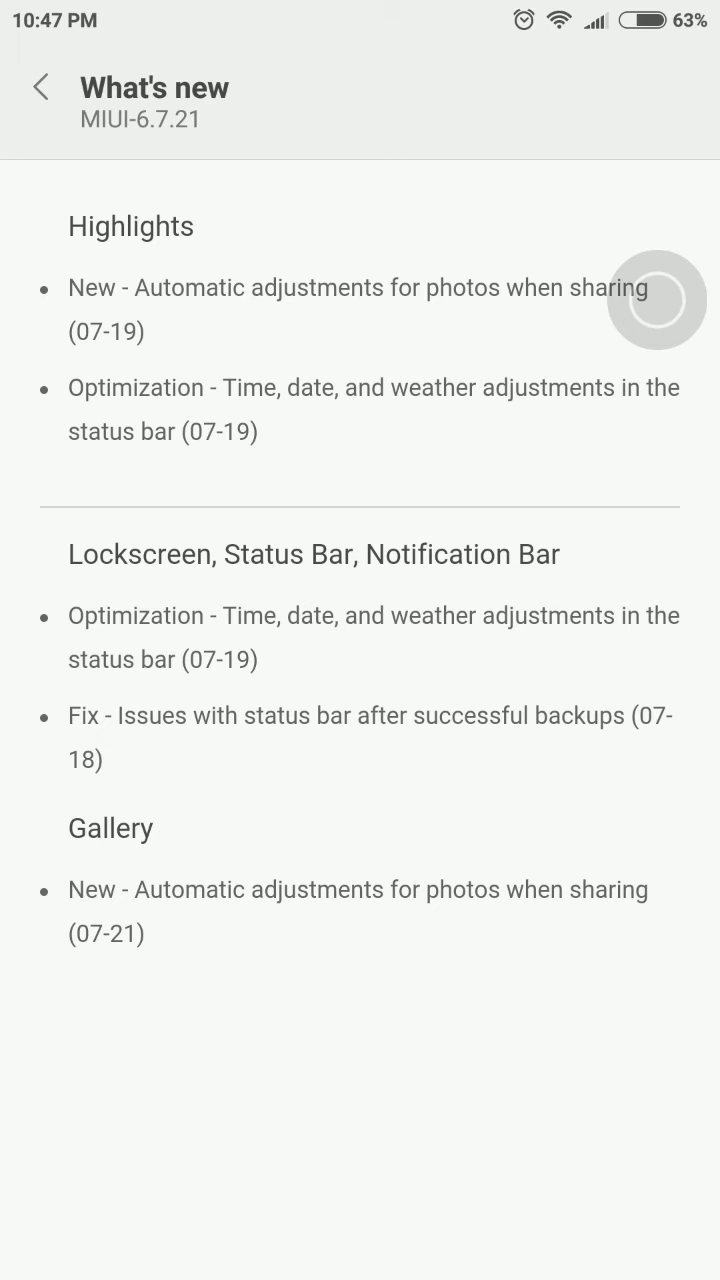 10:47 PM 63%
What's new
MIUI-6.7.21
Highlights
• New - Automatic adjustments for photos when sharing
(07-19)
• Optimization - Time, date, and weather adjustments in the
status bar (07-19)
Lockscreen, Status Bar, Notification Bar
• Optimization - Time, date, and weather adjustments in the
status bar (07-19)
• Fix - Issues with status bar after successful backups (07-
18)
Gallery
• New - Automatic adjustments for photos when sharing
(07-21)